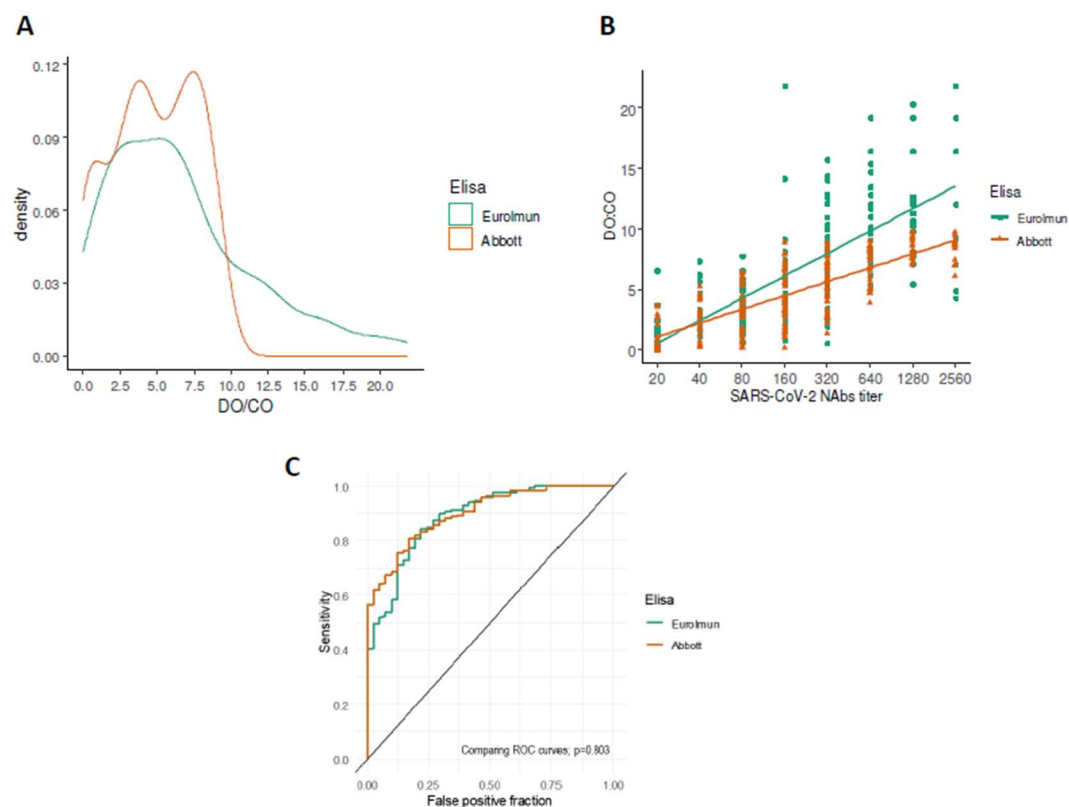 A
0.12
0.09
0.06
0.03
0.00
density
0.0 2.5 5.0 7.5 10.0 12.5 15.0 17.5 20.0
DO/CO
Elisa
EuroImun
Abbott
B
20
15
10
5
0
DO:CO
20 40 80 160 320 640 1280 2560
SARS-CoV-2 NAbs titer
Elisa
EuroImun
Abbott
C
1.0
0.8
0.6
0.4
0.2
0.0
Sensitivity
Comparing ROC curves; p=0.803
0.00 0.25 0.50 0.75 1.00
False positive fraction
Elisa
EuroImun
Abbott